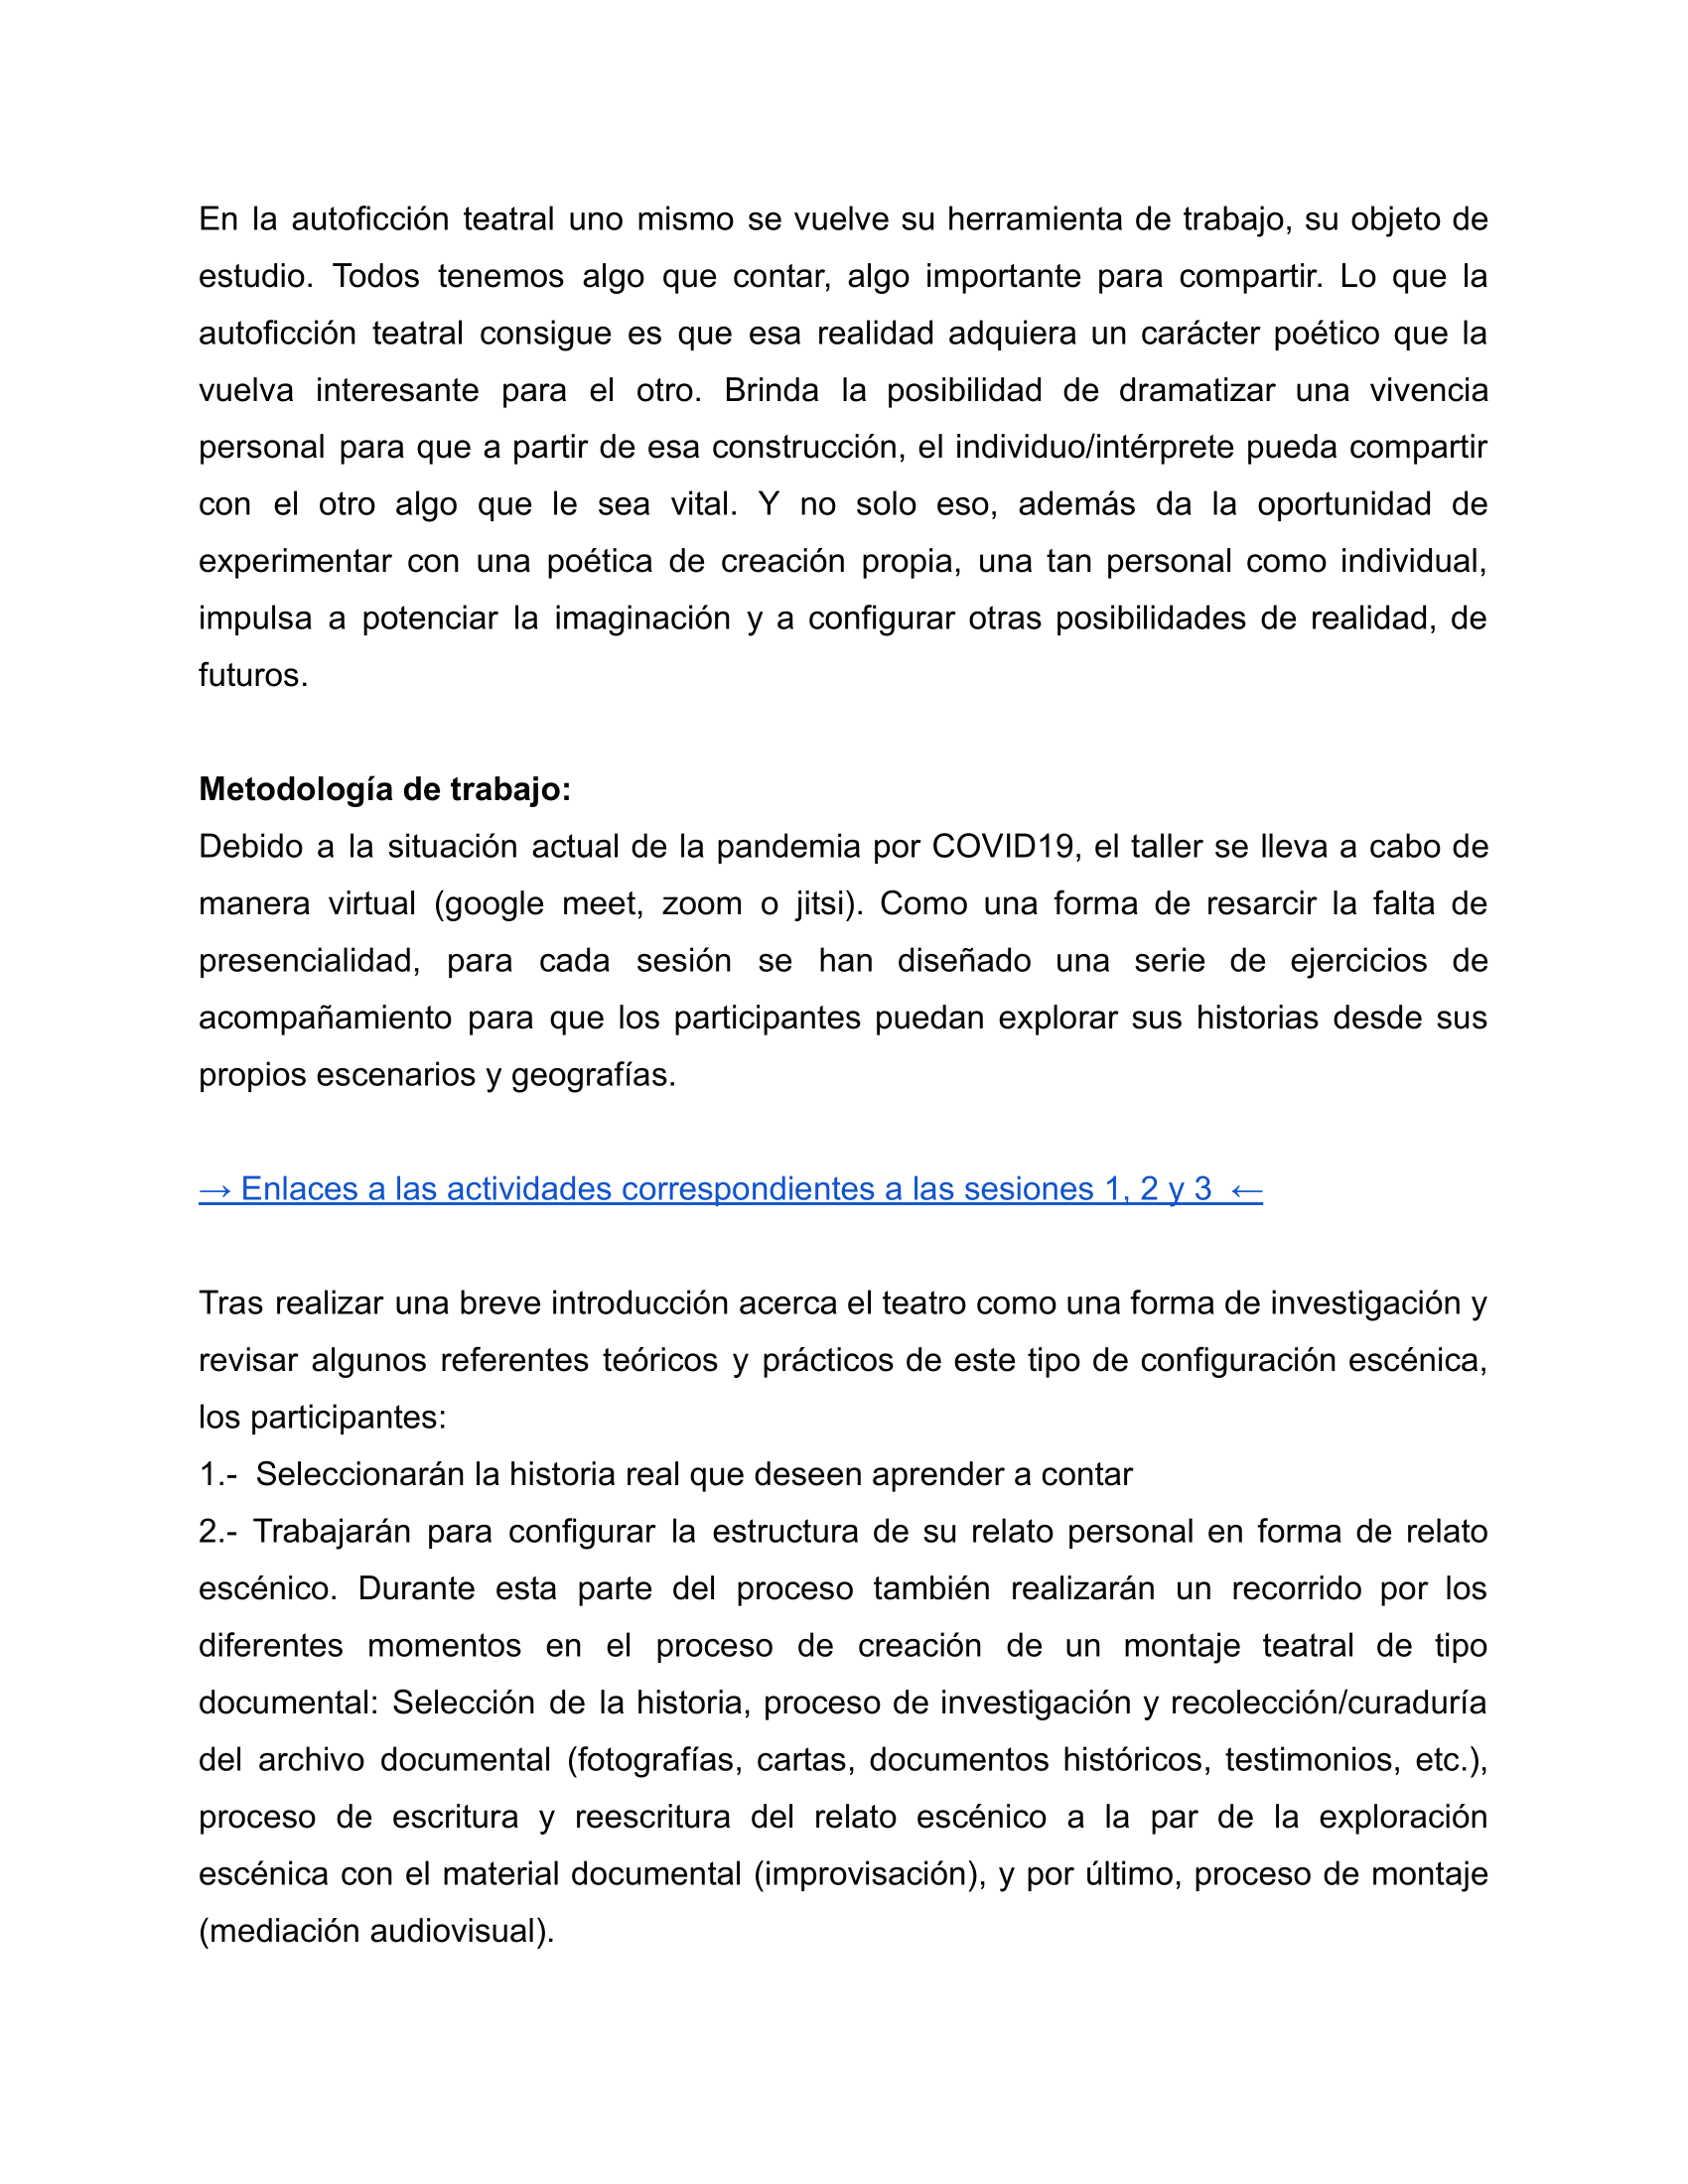 En la autoficción teatral uno mismo se vuelve su herramienta de trabajo, su objeto de
estudio. Todos tenemos algo que contar, algo importante para compartir. Lo que la
autoficción teatral consigue es que esa realidad adquiera un carácter poético que la
vuelva interesante para el otro. Brinda la posibilidad de dramatizar una vivencia
personal para que a partir de esa construcción, el individuo/intérprete pueda compartir
con el otro algo que le sea vital. Y no solo eso, además da la oportunidad de
experimentar con una poética de creación propia, una tan personal como individual,
impulsa a potenciar la imaginación y a configurar otras posibilidades de realidad, de
futuros.
Metodología de trabajo:
Debido a la situación actual de la pandemia por COVID19, el taller se lleva a cabo de
manera virtual (google meet, zoom o jitsi). Como una forma de resarcir la falta de
presencialidad, para cada sesión se han diseñado una serie de ejercicios de
acompañamiento para que los participantes puedan explorar sus historias desde sus
propios escenarios y geografías.
→ Enlaces a las actividades correspondientes a las sesiones 1, 2 y 3 ←
Tras realizar una breve introducción acerca el teatro como una forma de investigación y
revisar algunos referentes teóricos y prácticos de este tipo de configuración escénica,
los participantes:
1.- Seleccionarán la historia real que deseen aprender a contar
2.- Trabajarán para configurar la estructura de su relato personal en forma de relato
escénico. Durante esta parte del proceso también realizarán un recorrido por los
diferentes momentos en el proceso de creación de un montaje teatral de tipo
documental: Selección de la historia, proceso de investigación y recolección/curaduría
del archivo documental (fotografías, cartas, documentos históricos, testimonios, etc.),
proceso de escritura y reescritura del relato escénico a la par de la exploración
escénica con el material documental (improvisación), y por último, proceso de montaje
(mediación audiovisual).